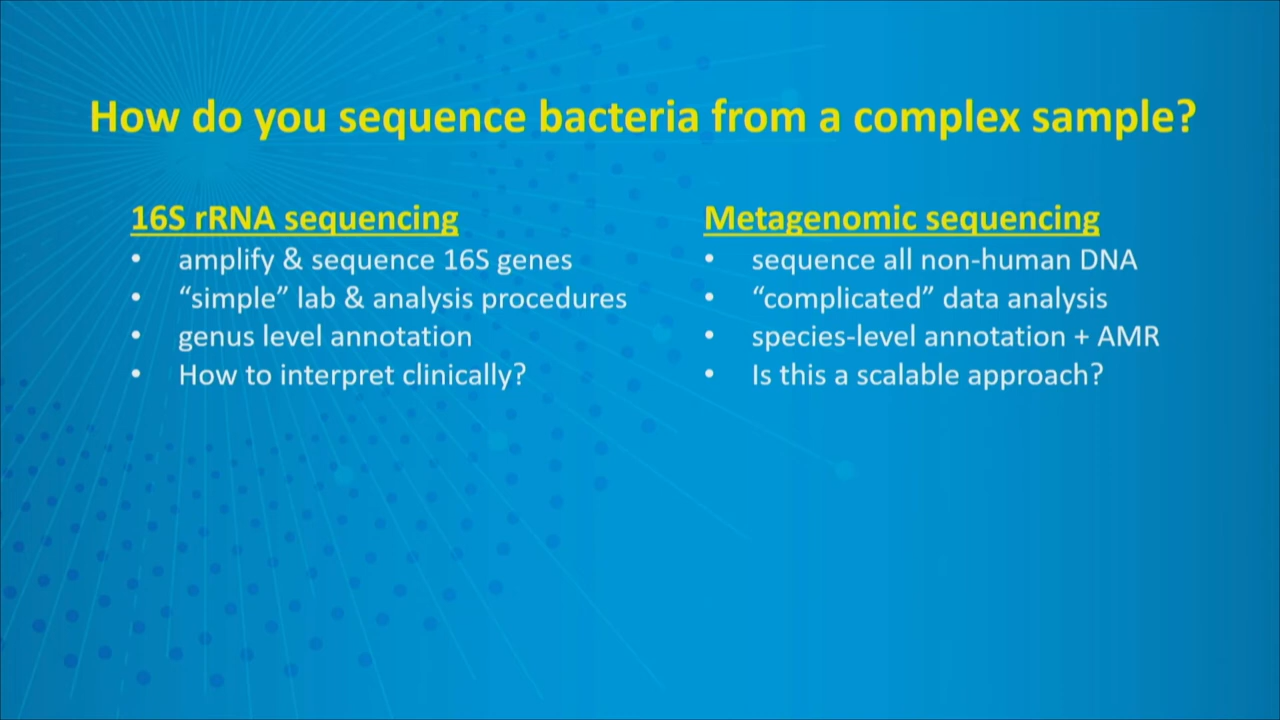 How do you sequence bacteria from a complex sample?
16S rRNA sequencing
• amplify & sequence 16S genes
• “simple” lab & analysis procedures
• genus level annotation
• How to interpret clinically?
Metagenomic sequencing
• sequence all non-human DNA
• “complicated” data analysis
• species-level annotation + AMR
• Is this a scalable approach?